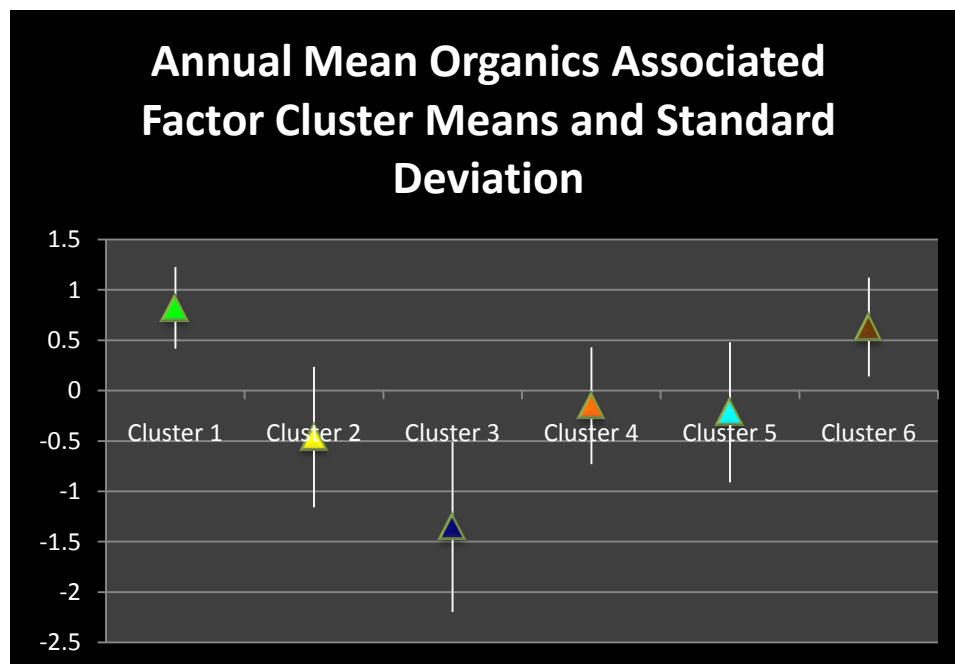 Annual Mean Organics Associated
Factor Cluster Means and Standard
Deviation
1.5
1
0.5
0
Cluster 1 Cluster 2 Cluster 3 Cluster 4 Cluster 5 Cluster 6
-0.5
-1
-1.5
-2
-2.5